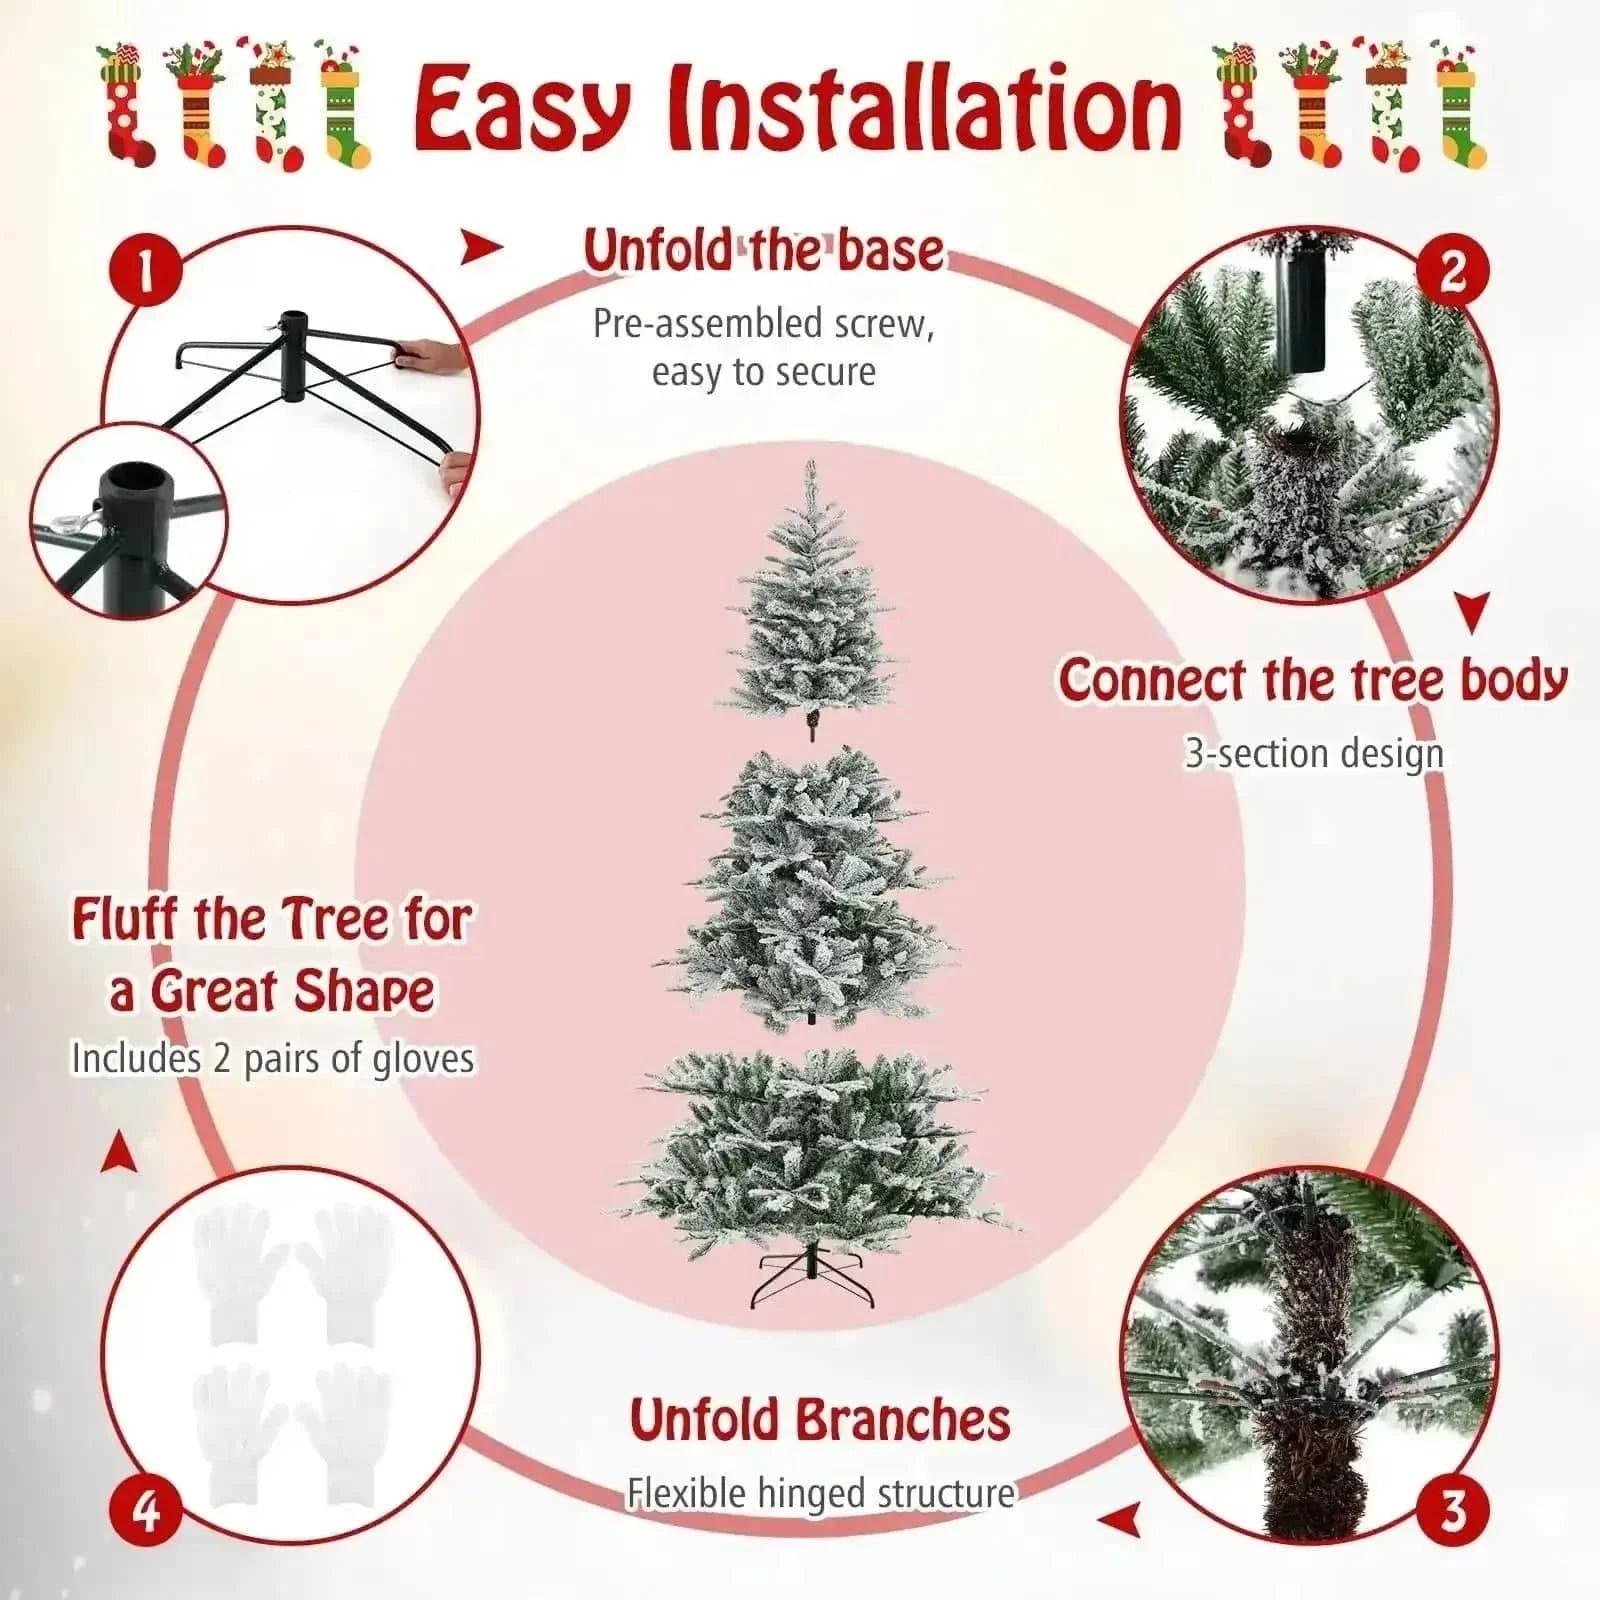 Easy Installation
1
Unfold the base
Pre-assembled screw,
easy to secure
2
Connect the tree body
3-section design
3
Unfold Branches
Flexible hinged structure
4
Fluff the Tree for
a Great Shape
Includes 2 pairs of gloves